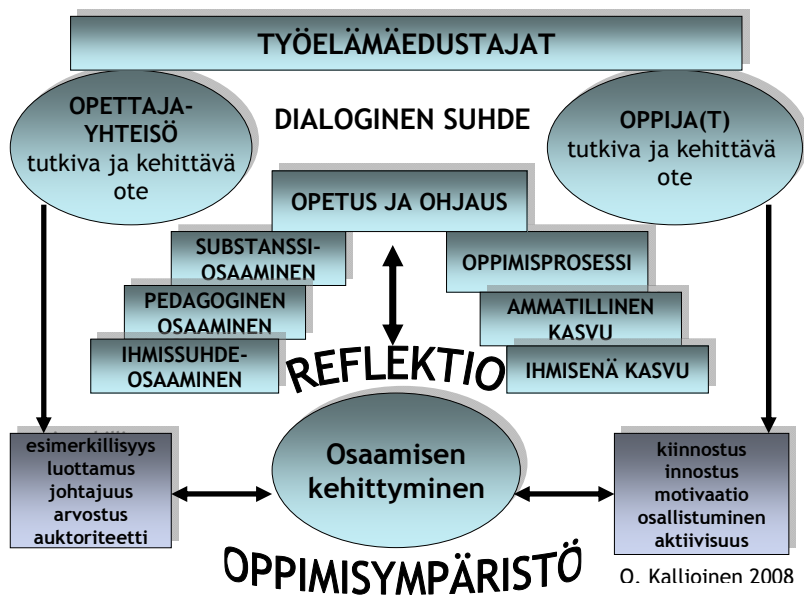 TYÖELÄMÄEDUSTAJAT
OPETTAJA-
YHTEISÖ
tutkiva ja kehittävä
ote
DIALOGINEN SUHDE
OPPIJA(T)
tutkiva ja kehittävä
ote
OPETUS JA OHJAUS
SUBSTANSSI-
OSAAMINEN
PEDAGOGINEN
OSAAMINEN
IHMISSUHDE-
OSAAMINEN
OPPIMISPROSESSI
AMMATILLINEN
KASVU
IHMISENÄ KASVU
REFLEKTIO
esimerkillisyys
luottamus
johtajuus
arvostus
auktoriteetti
Osaamisen
kehittyminen
kiinnostus
innostus
motivaatio
osallistuminen
aktiivisuus
OPPIMISYMPÄRISTÖ
O. Kallioinen 2008